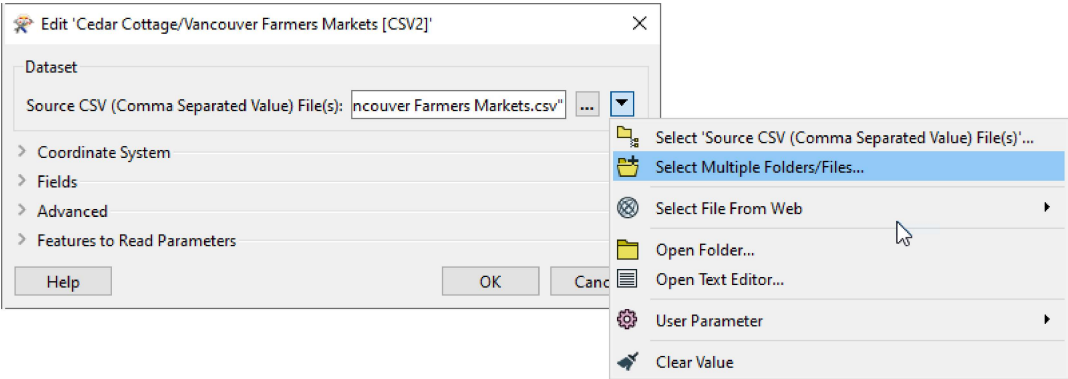 Edit 'Cedar Cottage/Vancouver Farmers Markets [CSV2]'
Dataset
Source CSV (Comma Separated Value) File(s): ncouver Farmers Markets.csv" ...
Coordinate System
Fields
Advanced
Features to Read Parameters
Help OK Canc
Select 'Source CSV (Comma Separated Value) File(s)'...
Select Multiple Folders/Files...
Select File From Web
Open Folder...
Open Text Editor...
User Parameter
Clear Value